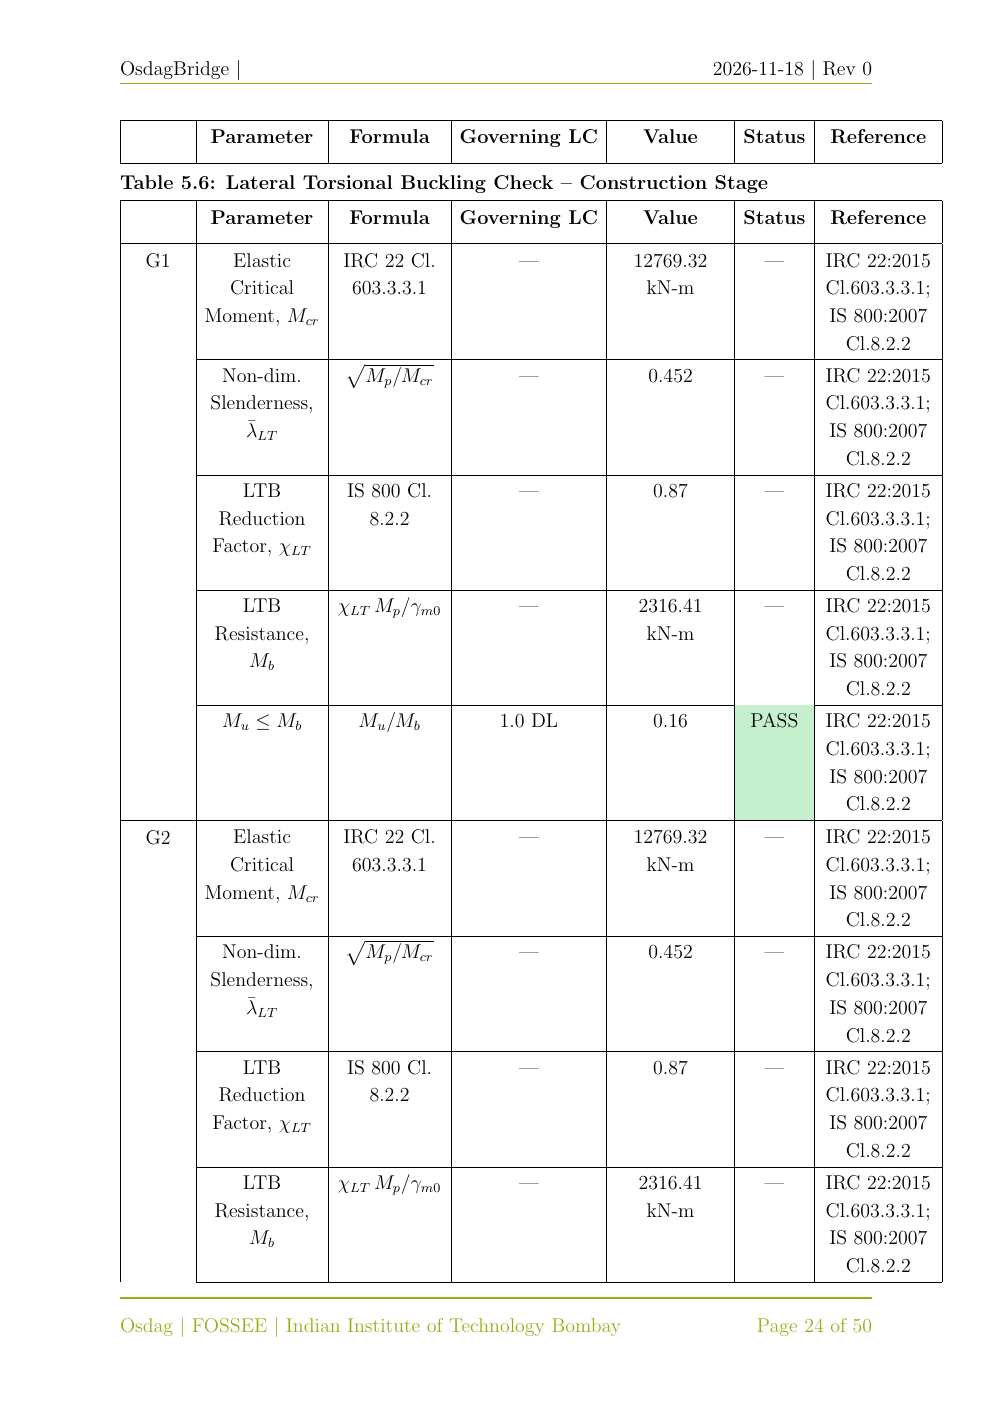 OsdagBridge |
2026-11-18 | Rev 0
Parameter Formula Governing LC Value Status Reference
Table 5.6: Lateral Torsional Buckling Check – Construction Stage
Parameter Formula Governing LC Value Status Reference
G1 Elastic IRC 22 Cl. — 12769.32 — IRC 22:2015
Critical 603.3.3.1 kN-m Cl.603.3.3.1;
Moment, M_cr IS 800:2007
Cl.8.2.2
Non-dim. √(M_p/M_cr) — 0.452 — IRC 22:2015
Slenderness, Cl.603.3.3.1;
λ̄_LT IS 800:2007
Cl.8.2.2
LTB IS 800 Cl. — 0.87 — IRC 22:2015
Reduction 8.2.2 Cl.603.3.3.1;
Factor, χ_LT IS 800:2007
Cl.8.2.2
LTB χ_LT M_p/γ_m0 — 2316.41 — IRC 22:2015
Resistance, kN-m Cl.603.3.3.1;
M_b IS 800:2007
Cl.8.2.2
M_u ≤ M_b M_u/M_b 1.0 DL 0.16 PASS IRC 22:2015
Cl.603.3.3.1;
IS 800:2007
Cl.8.2.2
G2 Elastic IRC 22 Cl. — 12769.32 — IRC 22:2015
Critical 603.3.3.1 kN-m Cl.603.3.3.1;
Moment, M_cr IS 800:2007
Cl.8.2.2
Non-dim. √(M_p/M_cr) — 0.452 — IRC 22:2015
Slenderness, Cl.603.3.3.1;
λ̄_LT IS 800:2007
Cl.8.2.2
LTB IS 800 Cl. — 0.87 — IRC 22:2015
Reduction 8.2.2 Cl.603.3.3.1;
Factor, χ_LT IS 800:2007
Cl.8.2.2
LTB χ_LT M_p/γ_m0 — 2316.41 — IRC 22:2015
Resistance, kN-m Cl.603.3.3.1;
M_b IS 800:2007
Cl.8.2.2
Osdag | FOSSEE | Indian Institute of Technology Bombay
Page 24 of 50